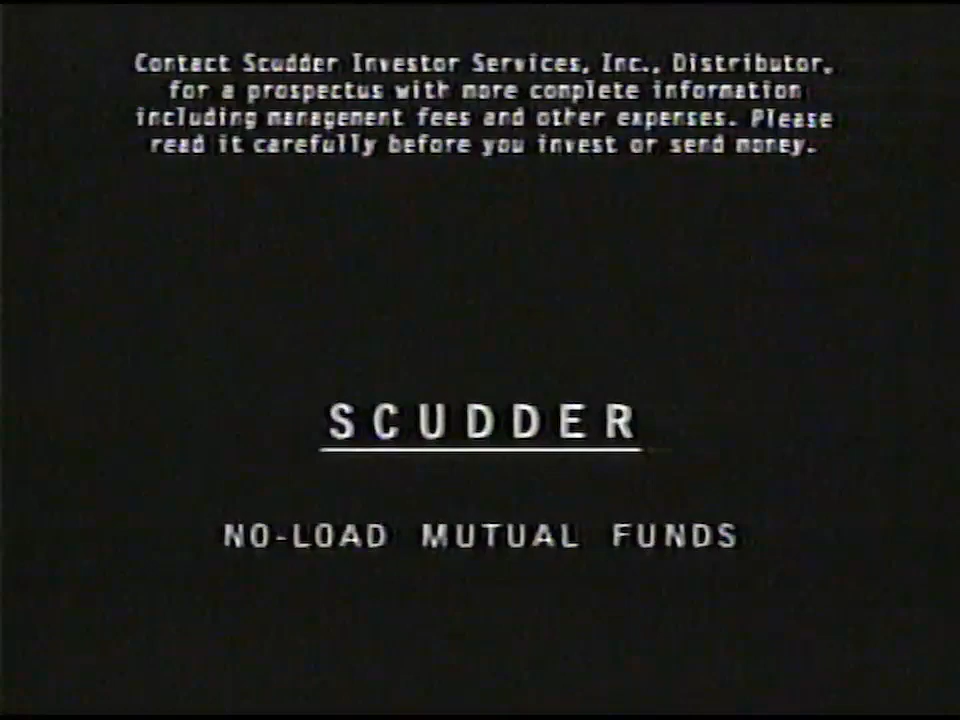 Contact Scudder Investor Services, Inc., Distributor,
for a prospectus with more complete information
including management fees and other expenses. Please
read it carefully before you invest or send money.
SCUDDER
NO-LOAD MUTUAL FUNDS